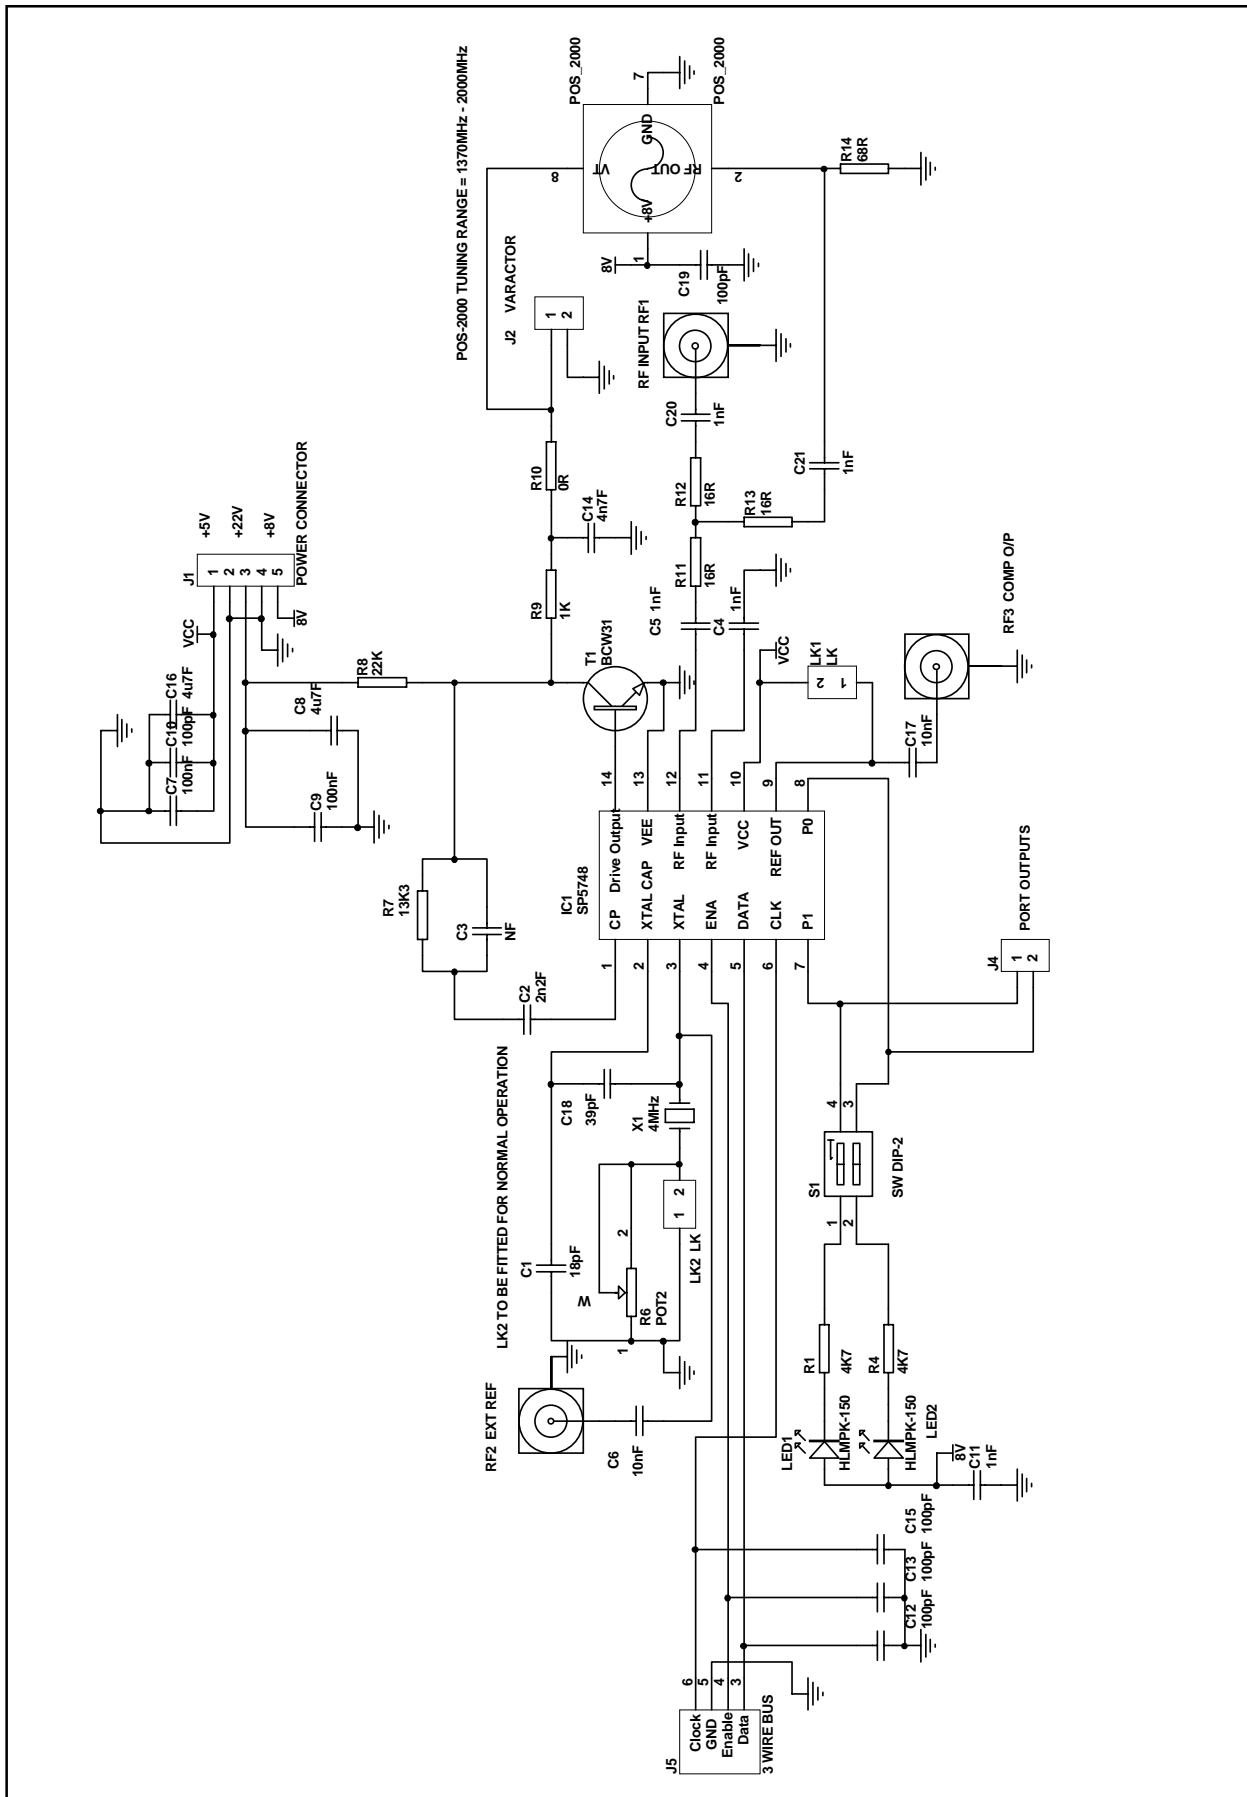 POS-2000 TUNING RANGE = 1370MHz - 2000MHz
POS_2000
POS_2000
VT
GND
+8V
RF OUT
8
7
1
2
8V
C19
100pF
R14
68R
J2 VARACTOR
1
2
RF INPUT RF1
C20
1nF
R12
16R
R13
16R
R11
16R
C21
1nF
R10
0R
C14
4n7F
R9
1K
C5 1nF
C4
1nF
J1
1
2
3
4
5
+5V
+22V
+8V
POWER CONNECTOR
VCC
8V
R8
22K
C16
4u7F
C10
100pF
C7
100nF
C8
4u7F
C9
100nF
T1
BCW31
VCC
LK1
LK
2
1
C17
10nF
RF3 COMP O/P
IC1
SP5748
CP
Drive Output
XTAL CAP
VEE
XTAL
RF Input
ENA
RF Input
DATA
VCC
CLK
REF OUT
P1
P0
1
2
3
4
5
6
7
14
13
12
11
10
9
8
R7
13K3
C3
NF
C2
2n2F
LK2 TO BE FITTED FOR NORMAL OPERATION
C18
39pF
X1
4MHz
C1
18pF
W
R6
POT2
1
2
LK2 LK
1
2
RF2 EXT REF
C6
10nF
J4
1
2
PORT OUTPUTS
S1
SW DIP-2
1
2
4
3
R1
4K7
R4
4K7
LED1
HLMPK-150
HLMPK-150
LED2
8V
C11
1nF
C15
100pF
C13
100pF
C12
100pF
J5
Clock
GND
Enable
Data
6
5
4
3
3 WIRE BUS